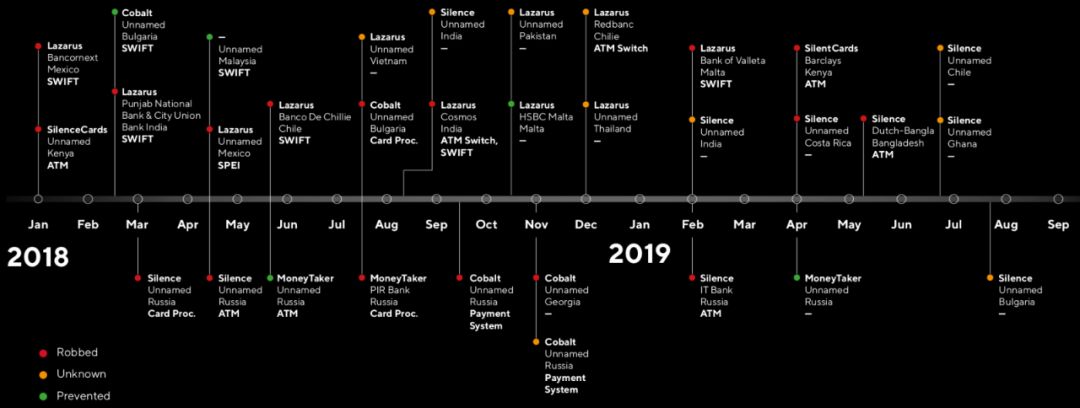 Lazarus
Bancomext
Mexico
SWIFT
SilenceCards
Unnamed
Kenya
ATM
Cobalt
Unnamed
Bulgaria
SWIFT
Lazarus
Punjab National
Bank & City Union
Bank India
SWIFT
—
Unnamed
Malaysia
SWIFT
Lazarus
Unnamed
Mexico
SPEI
Lazarus
Banco De Chillie
Chile
SWIFT
Lazarus
Unnamed
Vietnam
—
Cobalt
Unnamed
Bulgaria
Card Proc.
Silence
Unnamed
India
—
Lazarus
Cosmos
India
ATM Switch,
SWIFT
Lazarus
Unnamed
Pakistan
—
Lazarus
HSBC Malta
Malta
—
Lazarus
Redbanc
Chilie
ATM Switch
Lazarus
Unnamed
Thailand
—
Lazarus
Bank of Valleta
Malta
SWIFT
Silence
Unnamed
India
—
SilentCards
Barclays
Kenya
ATM
Silence
Unnamed
Costa Rica
—
Silence
Dutch-Bangla
Bangladesh
ATM
Silence
Unnamed
Chile
—
Silence
Unnamed
Ghana
—
Jan Feb Mar Apr May Jun Jul Aug Sep Oct Nov Dec Jan Feb Mar Apr May Jun Jul Aug Sep
2018
2019
Silence
Unnamed
Russia
Card Proc.
Silence
Unnamed
Russia
ATM
MoneyTaker
Unnamed
Russia
ATM
MoneyTaker
PIR Bank
Russia
Card Proc.
Cobalt
Unnamed
Russia
Payment
System
Cobalt
Unnamed
Georgia
—
Cobalt
Unnamed
Russia
Payment
System
Silence
IT Bank
Russia
ATM
MoneyTaker
Unnamed
Russia
—
Silence
Unnamed
Bulgaria
—
Robbed
Unknown
Prevented